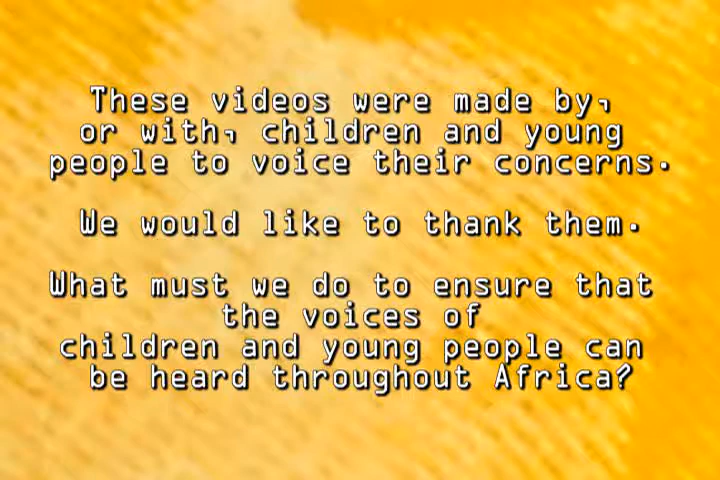 These videos were made by,
or with, children and young
people to voice their concerns.
We would like to thank them.
What must we do to ensure that
the voices of
children and young people can
be heard throughout Africa?